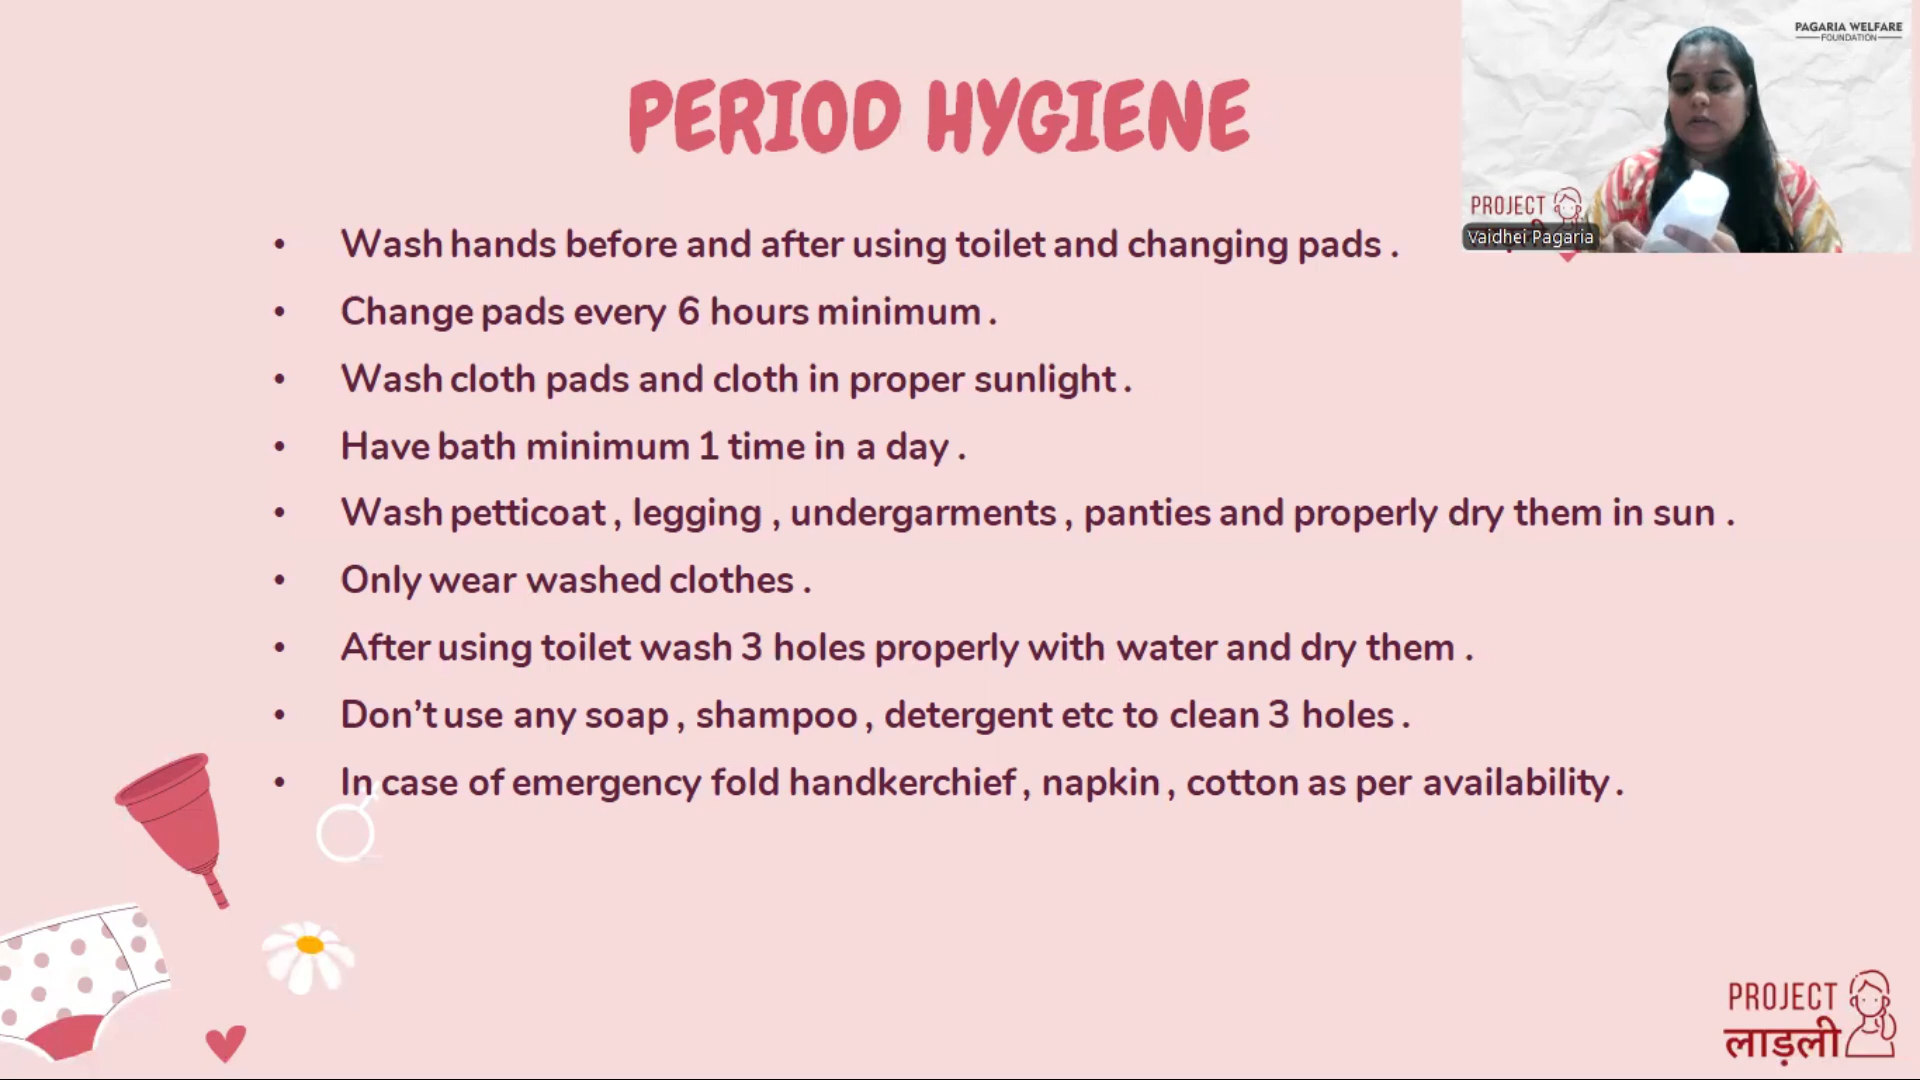 PERIOD HYGIENE
PAGARIA WELFARE
FOUNDATION
PROJECT
Vaidhei Pagaria
• Wash hands before and after using toilet and changing pads .
• Change pads every 6 hours minimum .
• Wash cloth pads and cloth in proper sunlight .
• Have bath minimum 1 time in a day .
• Wash petticoat , legging , undergarments , panties and properly dry them in sun .
• Only wear washed clothes .
• After using toilet wash 3 holes properly with water and dry them .
• Don’t use any soap , shampoo , detergent etc to clean 3 holes .
• In case of emergency fold handkerchief , napkin , cotton as per availability .
PROJECT
लाड़ली